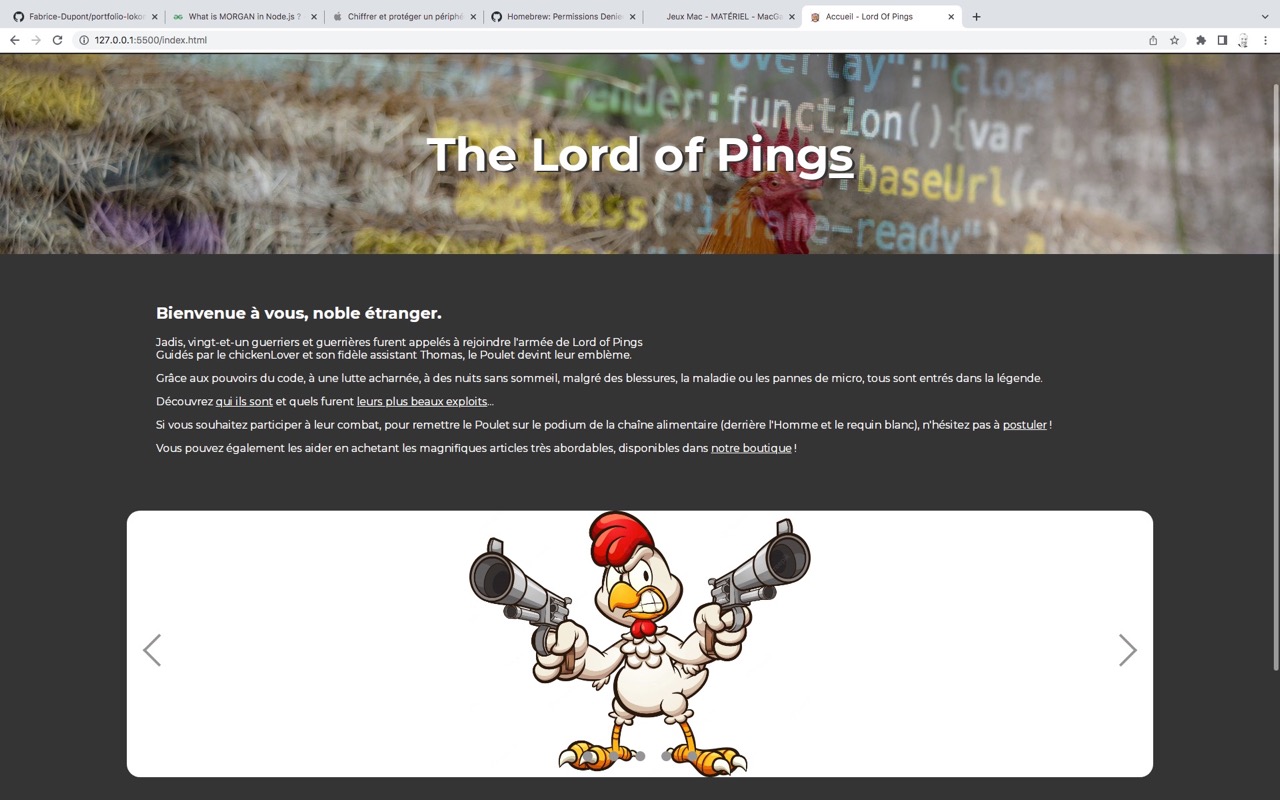 Fabrice-Dupont/portfolio-lokon
What is MORGAN in Node.js ?
Chiffrer et protéger un périphé
Homebrew: Permissions Denied
Jeux Mac - MATÉRIEL - MacGe
Accueil - Lord Of Pings
127.0.0.1:5500/index.html
overlay":"close"
render:function(){var
baseUrl(c.
Class("iframe-ready")
The Lord of Pings
Bienvenue à vous, noble étranger.
Jadis, vingt-et-un guerriers et guerrières furent appelés à rejoindre l'armée de Lord of Pings
Guidés par le chickenLover et son fidèle assistant Thomas, le Poulet devint leur emblème.
Grâce aux pouvoirs du code, à une lutte acharnée, à des nuits sans sommeil, malgré des blessures, la maladie ou les pannes de micro, tous sont entrés dans la légende.
Découvrez qui ils sont et quels furent leurs plus beaux exploits...
Si vous souhaitez participer à leur combat, pour remettre le Poulet sur le podium de la chaîne alimentaire (derrière l'Homme et le requin blanc), n'hésitez pas à postuler !
Vous pouvez également les aider en achetant les magnifiques articles très abordables, disponibles dans notre boutique !